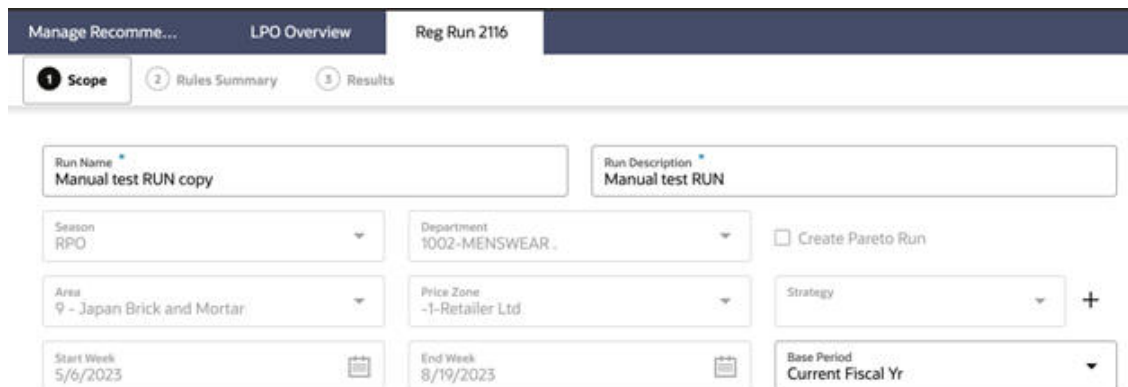 Manage Recomme... LPO Overview Reg Run 2116
1 Scope 2 Rules Summary 3 Results
Run Name * Run Description *
Manual test RUN copy Manual test RUN
Season Department
RPO 1002-MENSWEAR . Create Pareto Run
Area Price Zone Strategy
9 - Japan Brick and Mortar -1-Retailer Ltd +
Start Week End Week Base Period
5/6/2023 8/19/2023 Current Fiscal Yr